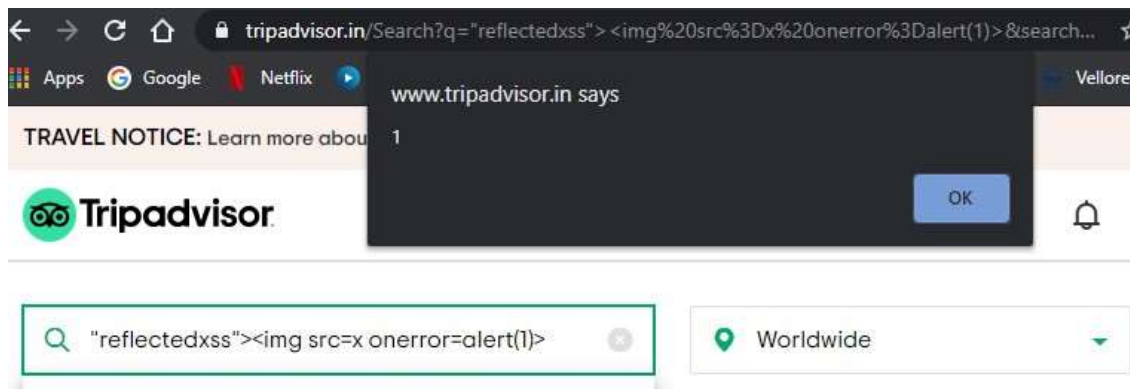 tripadvisor.in/Search?q="reflectedxss"><img%20src%3Dx%20onerror%3Dalert(1)>&search...
Apps Google Netflix Vellore
www.tripadvisor.in says
1
OK
TRAVEL NOTICE: Learn more abou
Tripadvisor
"reflectedxss"><img src=x onerror=alert(1)>
Worldwide